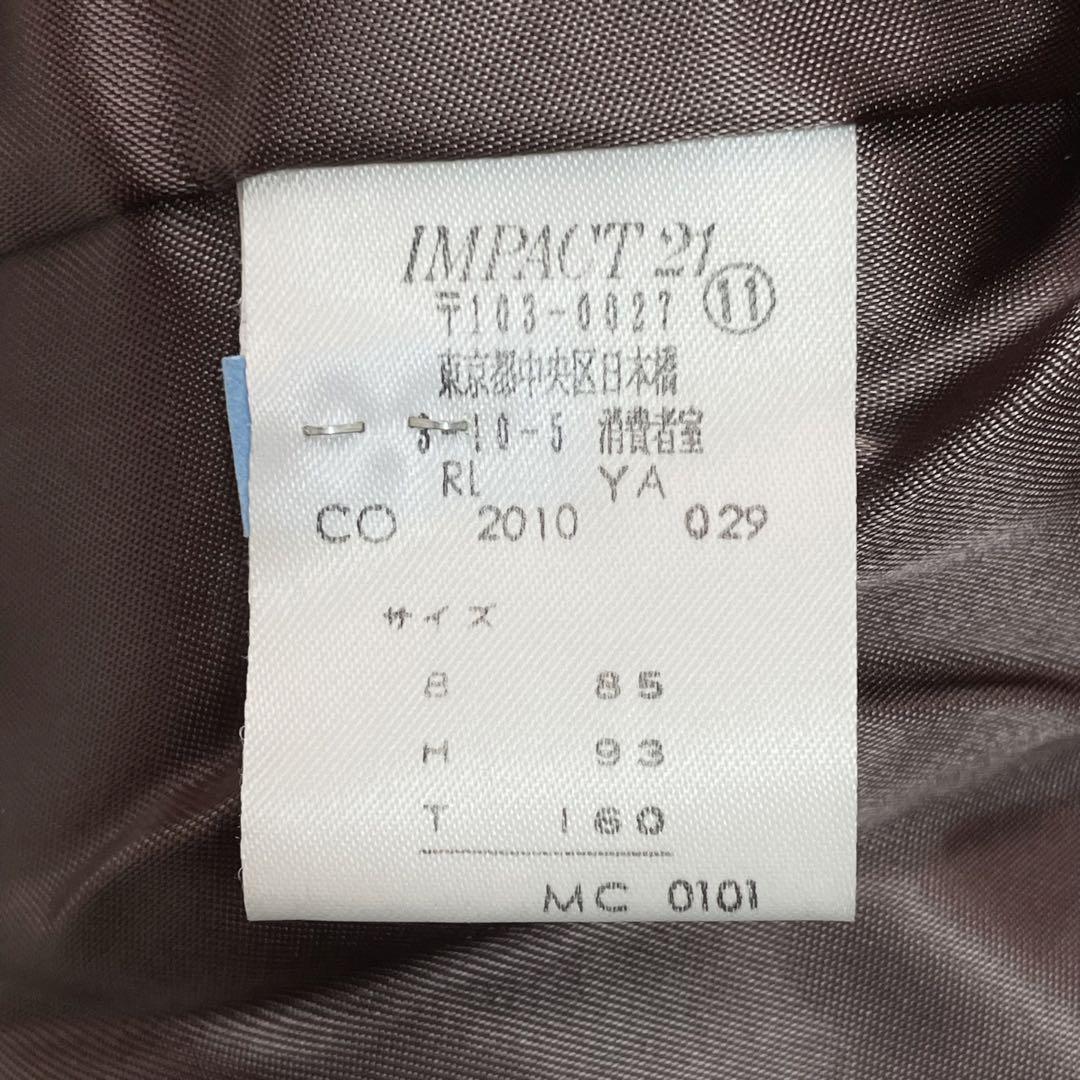 IMPACT 21
〒103-0027 ⑪
東京都中央区日本橋
3-10-5 消費者室
RL YA
CO 2010 029
サイズ
B 85
H 93
T 160
MC 0101